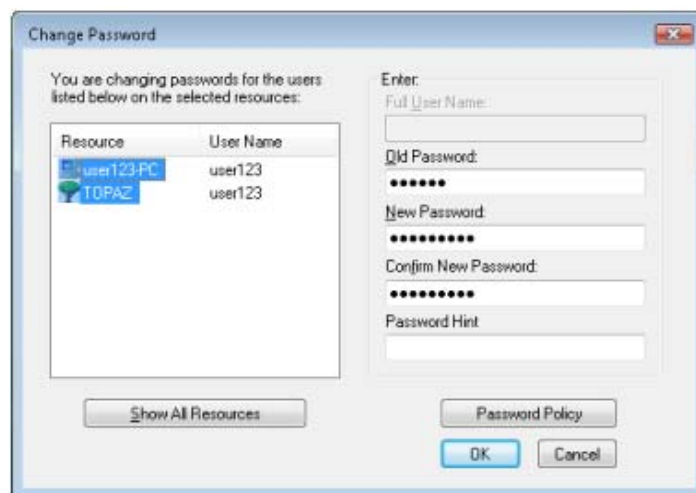 Change Password
You are changing passwords for the users
listed below on the selected resources:
Resource User Name
user123-PC user123
TOPAZ user123
Show All Resources
Enter:
Full User Name:
Old Password:
●●●●●●
New Password:
●●●●●●●●●
Confirm New Password:
●●●●●●●●●
Password Hint
Password Policy
OK Cancel